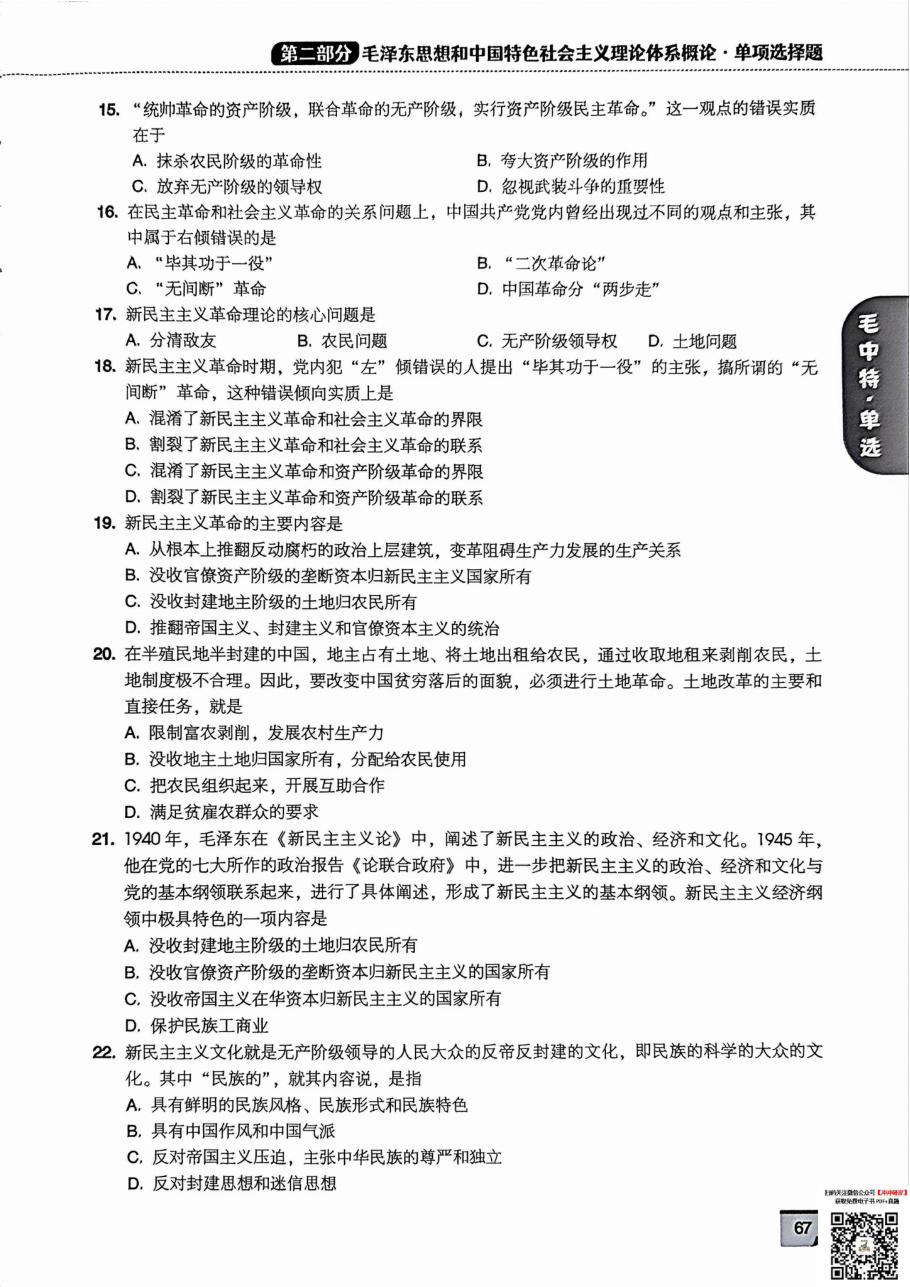 第二部分 毛泽东思想和中国特色社会主义理论体系概论·单项选择题
15. “统帅革命的资产阶级，联合革命的无产阶级，实行资产阶级民主革命。”这一观点的错误实质
在于
A. 抹杀农民阶级的革命性 B. 夸大资产阶级的作用
C. 放弃无产阶级的领导权 D. 忽视武装斗争的重要性
16. 在民主革命和社会主义革命的关系问题上，中国共产党党内曾经出现过不同的观点和主张，其
中属于右倾错误的是
A. “毕其功于一役” B. “二次革命论”
C. “无间断”革命 D. 中国革命分“两步走”
17. 新民主主义革命理论的核心问题是
A. 分清敌友 B. 农民问题 C. 无产阶级领导权 D. 土地问题
18. 新民主主义革命时期，党内犯“左”倾错误的人提出“毕其功于一役”的主张，搞所谓的“无
间断”革命，这种错误倾向实质上是
A. 混淆了新民主主义革命和社会主义革命的界限
B. 割裂了新民主主义革命和社会主义革命的联系
C. 混淆了新民主主义革命和资产阶级革命的界限
D. 割裂了新民主主义革命和资产阶级革命的联系
19. 新民主主义革命的主要内容是
A. 从根本上推翻反动腐朽的政治上层建筑，变革阻碍生产力发展的生产关系
B. 没收官僚资产阶级的垄断资本归新民主主义国家所有
C. 没收封建地主阶级的土地归农民所有
D. 推翻帝国主义、封建主义和官僚资本主义的统治
20. 在半殖民地半封建的中国，地主占有土地、将土地出租给农民，通过收取地租来剥削农民，土
地制度极不合理。因此，要改变中国贫穷落后的面貌，必须进行土地革命。土地改革的主要和
直接任务，就是
A. 限制富农剥削，发展农村生产力
B. 没收地主土地归国家所有，分配给农民使用
C. 把农民组织起来，开展互助合作
D. 满足贫雇农群众的要求
21. 1940 年，毛泽东在《新民主主义论》中，阐述了新民主主义的政治、经济和文化。1945 年，
他在党的七大所作的政治报告《论联合政府》中，进一步把新民主主义的政治、经济和文化与
党的基本纲领联系起来，进行了具体阐述，形成了新民主主义的基本纲领。新民主主义经济纲
领中极具特色的一项内容是
A. 没收封建地主阶级的土地归农民所有
B. 没收官僚资产阶级的垄断资本归新民主主义的国家所有
C. 没收帝国主义在华资本归新民主主义的国家所有
D. 保护民族工商业
22. 新民主主义文化就是无产阶级领导的人民大众的反帝反封建的文化，即民族的科学的大众的文
化。其中“民族的”，就其内容说，是指
A. 具有鲜明的民族风格、民族形式和民族特色
B. 具有中国作风和中国气派
C. 反对帝国主义压迫，主张中华民族的尊严和独立
D. 反对封建思想和迷信思想
毛中特·单选
扫码关注微信公众号【冲冲研官】
获取免费电子书PDF+真题
67